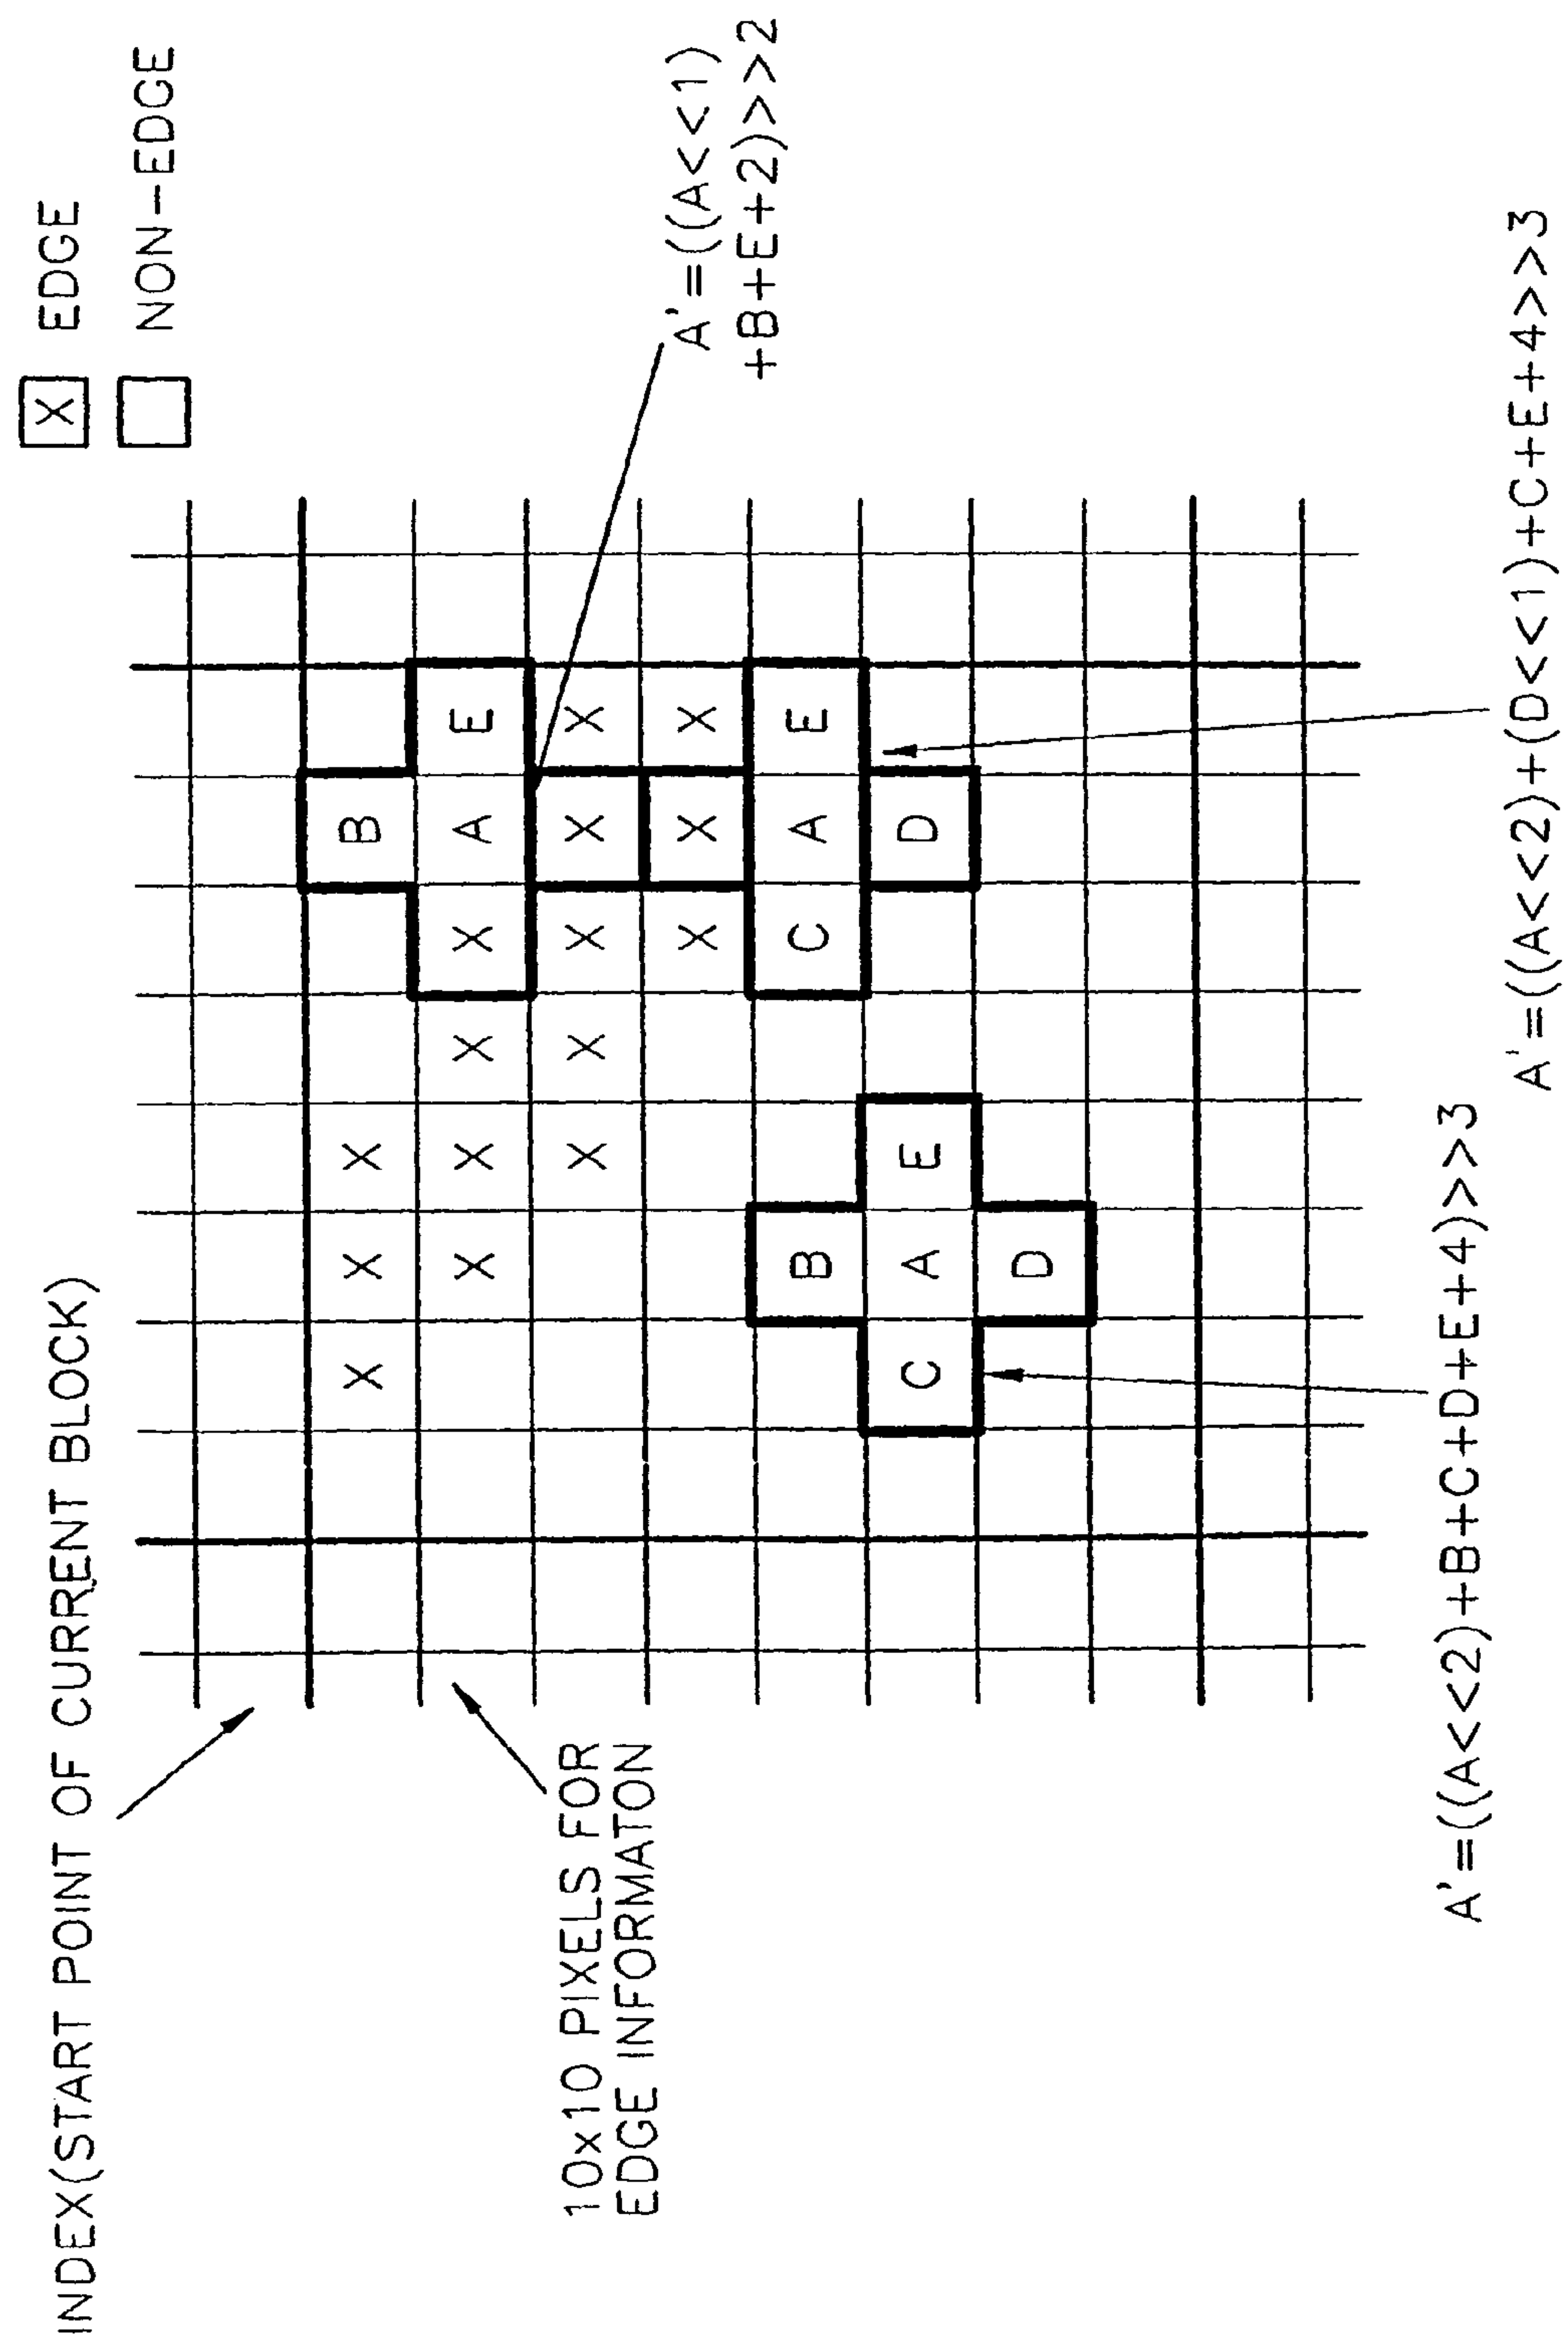 X EDGE
NON-EDGE
INDEX(START POINT OF CURRENT BLOCK)
X X X B
X X X X A E
X X X X X
10x10 PIXELS FOR
EDGE INFORMATON
X X X
A'=((A<<1)
+B+E+2)>>2
B C A E
C A E D
D
A'=((A<<2)+B+C+D+E+4)>>3
A'=((A<<2)+(D<<1)+C+E+4>>3